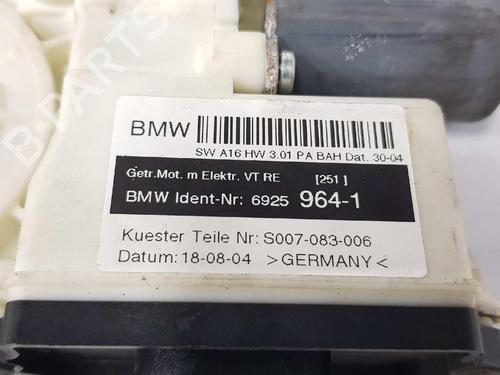 BMW
SW A16 HW 3.01 PA BAH Dat. 30-04
Getr.Mot. m Elektr. VT RE [251 ]
BMW Ident-Nr: 6925 964-1
Kuester Teile Nr: S007-083-006
Datum: 18-08-04 >GERMANY<
B-PARTS